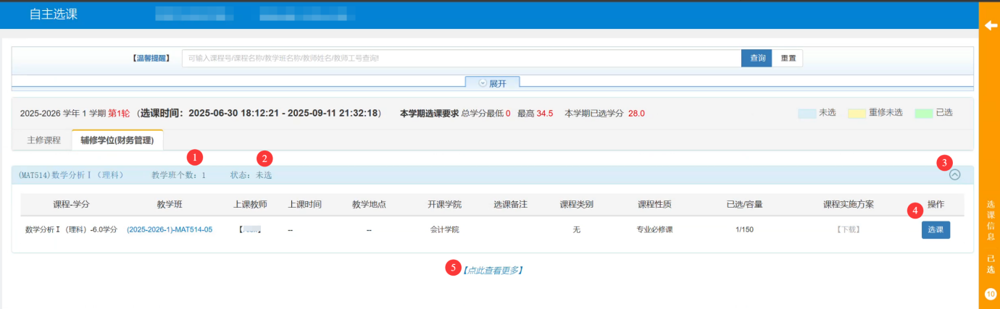 自主选课
【温馨提醒】 可输入课程号/课程名称/教学班名称/教师姓名/教师工号查询! 查询 重置
展开
2025-2026 学年 1 学期 第1轮 (选课时间：2025-06-30 18:12:21 - 2025-09-11 21:32:18) 本学期选课要求 总学分最低 0 最高 34.5 本学期已选学分 28.0 未选 重修未选 已选
主修课程 辅修学位(财务管理)
1 2 3
(MAT514)数学分析Ⅰ（理科） 教学班个数：1 状态：未选
课程-学分 教学班 上课教师 上课时间 教学地点 开课学院 选课备注 课程类别 课程性质 已选/容量 课程实施方案 操作
4
数学分析Ⅰ（理科）-6.0学分 (2025-2026-1)-MAT514-05 【 】 -- -- 会计学院 无 专业必修课 1/150 【下载】 选课
5 【点此查看更多】
选课信息 已选 10